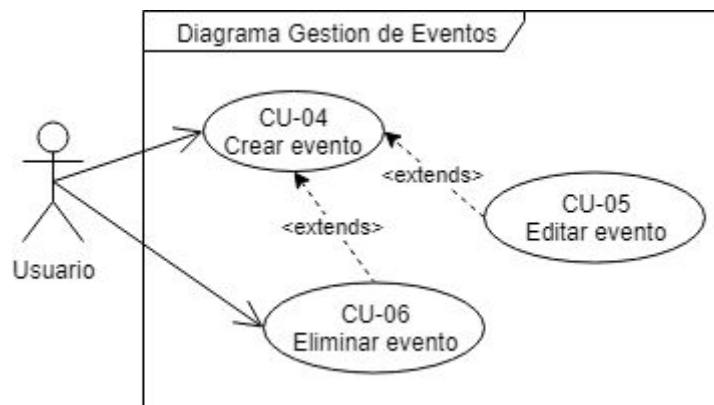 Diagrama Gestion de Eventos
CU-04
Crear evento
<extends>
CU-05
Editar evento
<extends>
Usuario
CU-06
Eliminar evento